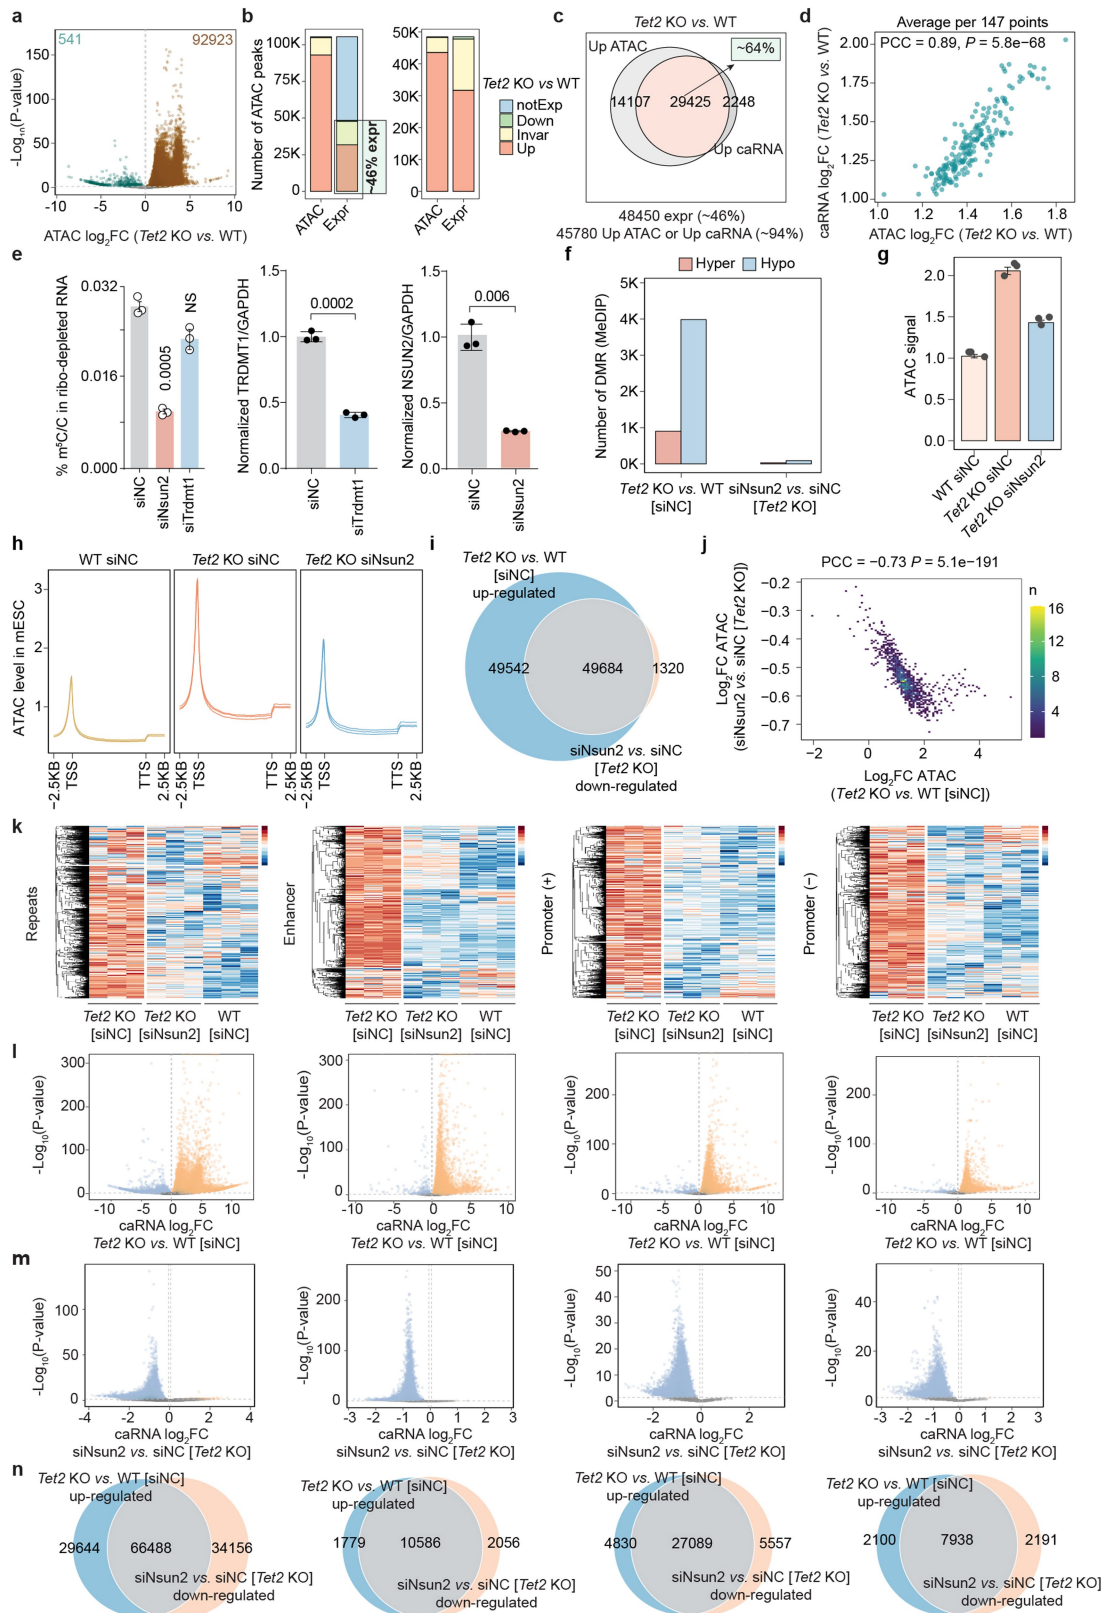 a
541
92923
150
100
50
0
−Log10(P-value)
−10
−5
0
5
10
ATAC log2FC (Tet2 KO vs. WT)
b
Number of ATAC peaks
100K
75K
50K
25K
0
ATAC
Expr
~46% expr
50K
40K
30K
20K
10K
0
ATAC
Expr
Tet2 KO vs WT
notExp
Down
Invar
Up
c
Tet2 KO vs. WT
Up ATAC
~64%
14107
29425
2248
Up caRNA
48450 expr (~46%)
45780 Up ATAC or Up caRNA (~94%)
d
Average per 147 points
PCC = 0.89, P = 5.8e−68
caRNA log2FC (Tet2 KO vs. WT)
2.00
1.75
1.50
1.25
1.00
1.0
1.2
1.4
1.6
1.8
ATAC log2FC (Tet2 KO vs. WT)
e
% m5C/C in ribo-depleted RNA
0.032
0.016
0.000
0.0005
NS
siNC
siNsun2
siTrdmt1
Normalized TRDMT1/GAPDH
1.5
1.0
0.5
0.0
0.0002
siNC
siTrdmt1
Normalized NSUN2/GAPDH
1.5
1.0
0.5
0.0
0.006
siNC
siNsun2
f
Hyper
Hypo
Number of DMR (MeDIP)
5K
4K
3K
2K
1K
0K
Tet2 KO vs. WT
[siNC]
siNsun2 vs. siNC
[Tet2 KO]
g
ATAC signal
2.0
1.5
1.0
0.5
0.0
WT siNC
Tet2 KO siNC
Tet2 KO siNsun2
h
WT siNC
Tet2 KO siNC
Tet2 KO siNsun2
ATAC level in mESC
3
2
1
−2.5KB
TSS
TTS
2.5KB
−2.5KB
TSS
TTS
2.5KB
−2.5KB
TSS
TTS
2.5KB
i
Tet2 KO vs. WT
[siNC]
up-regulated
49542
49684
1320
siNsun2 vs. siNC
[Tet2 KO]
down-regulated
j
PCC = −0.73 P = 5.1e−191
Log2FC ATAC
(siNsun2 vs. siNC [Tet2 KO])
−0.2
−0.3
−0.4
−0.5
−0.6
−0.7
−2
0
2
4
Log2FC ATAC
(Tet2 KO vs. WT [siNC])
n
16
12
8
4
k
Repeats
Tet2 KO
[siNC]
Tet2 KO
[siNsun2]
WT
[siNC]
Enhancer
Tet2 KO
[siNC]
Tet2 KO
[siNsun2]
WT
[siNC]
Promoter (+)
Tet2 KO
[siNC]
Tet2 KO
[siNsun2]
WT
[siNC]
Promoter (−)
Tet2 KO
[siNC]
Tet2 KO
[siNsun2]
WT
[siNC]
l
−Log10(P-value)
300
200
100
0
−10
−5
0
5
10
caRNA log2FC
Tet2 KO vs. WT [siNC]
−Log10(P-value)
300
200
100
0
−10
−5
0
5
10
caRNA log2FC
Tet2 KO vs. WT [siNC]
−Log10(P-value)
200
100
0
−10
−5
0
5
10
caRNA log2FC
Tet2 KO vs. WT [siNC]
−Log10(P-value)
200
100
0
−10
−5
0
5
10
caRNA log2FC
Tet2 KO vs. WT [siNC]
m
−Log10(P-value)
100
50
0
-4
-2
0
2
4
caRNA log2FC
siNsun2 vs. siNC [Tet2 KO]
−Log10(P-value)
200
100
0
−3
−2
−1
0
1
2
3
caRNA log2FC
siNsun2 vs. siNC [Tet2 KO]
−Log10(P-value)
50
40
30
20
10
0
−2
0
2
caRNA log2FC
siNsun2 vs. siNC [Tet2 KO]
−Log10(P-value)
40
20
0
−3
−2
−1
0
1
2
3
caRNA log2FC
siNsun2 vs. siNC [Tet2 KO]
n
Tet2 KO vs. WT [siNC]
up-regulated
29644
66488
34156
siNsun2 vs. siNC [Tet2 KO]
down-regulated
Tet2 KO vs. WT [siNC]
up-regulated
1779
10586
2056
siNsun2 vs. siNC [Tet2 KO]
down-regulated
Tet2 KO vs. WT [siNC]
up-regulated
4830
27089
5557
siNsun2 vs. siNC [Tet2 KO]
down-regulated
Tet2 KO vs. WT [siNC]
up-regulated
2100
7938
2191
siNsun2 vs. siNC [Tet2 KO]
down-regulated